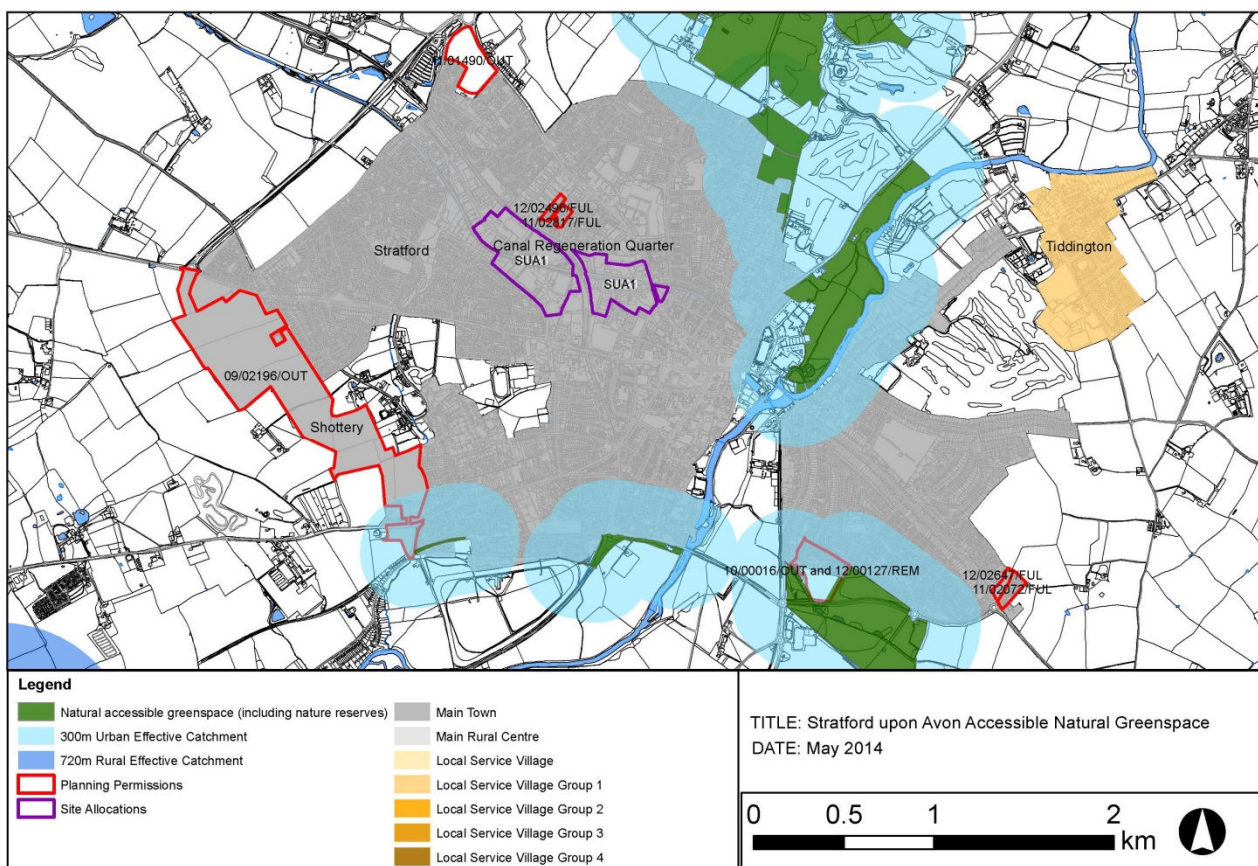 11/01490/OUT
12/02496/FUL
11/02817/FUL
Stratford
Canal Regeneration Quarter
SUA1
SUA1
Tiddington
09/02196/OUT
Shottery
10/00016/OUT and 12/00127/REM
12/02647/FUL
11/02072/FUL
Legend
Natural accessible greenspace (including nature reserves)
300m Urban Effective Catchment
720m Rural Effective Catchment
Planning Permissions
Site Allocations
Main Town
Main Rural Centre
Local Service Village
Local Service Village Group 1
Local Service Village Group 2
Local Service Village Group 3
Local Service Village Group 4
TITLE: Stratford upon Avon Accessible Natural Greenspace
DATE: May 2014
0 0.5 1 2
km